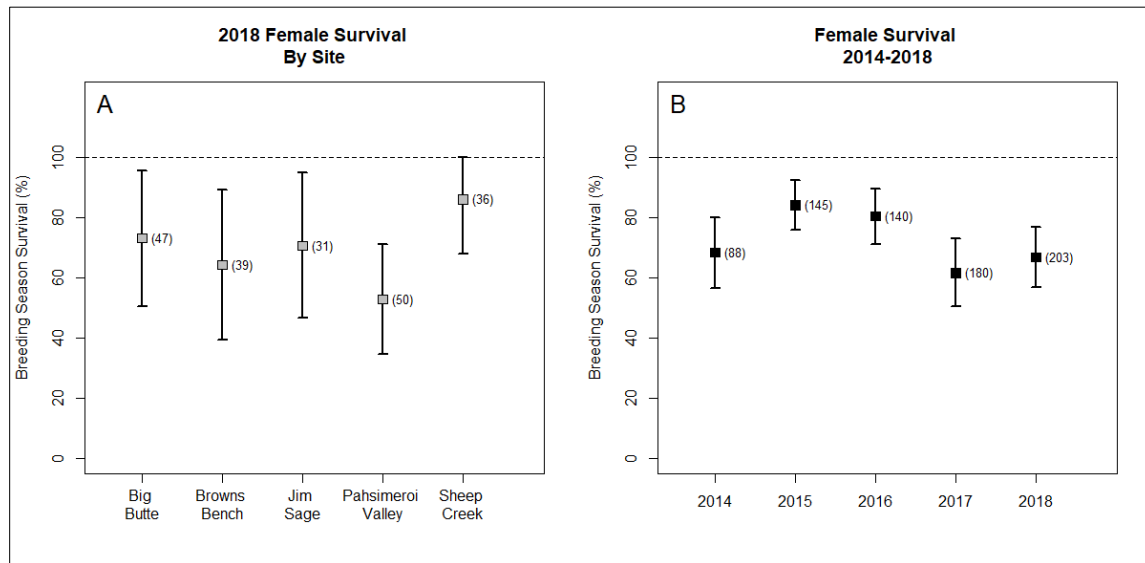 2018 Female Survival
By Site
A
Breeding Season Survival (%)
100
80
60
40
20
0
(47)
(39)
(31)
(50)
(36)
Big
Butte
Browns
Bench
Jim
Sage
Pahsimeroi
Valley
Sheep
Creek
Female Survival
2014-2018
B
Breeding Season Survival (%)
100
80
60
40
20
0
(88)
(145)
(140)
(180)
(203)
2014
2015
2016
2017
2018